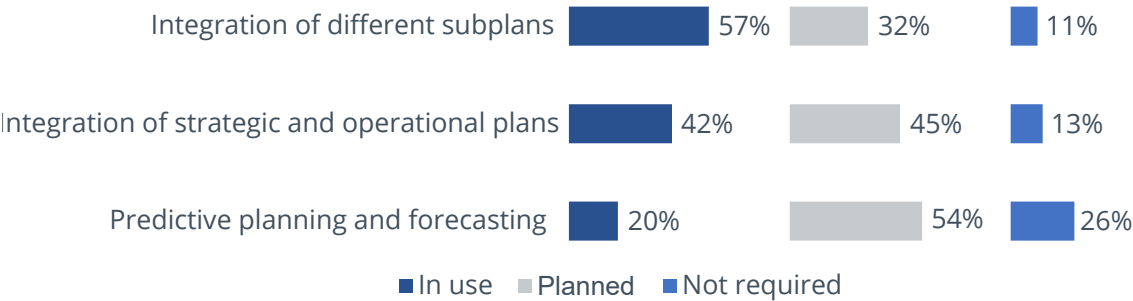 Integration of different subplans 57% 32% 11%
Integration of strategic and operational plans 42% 45% 13%
Predictive planning and forecasting 20% 54% 26%
In use Planned Not required